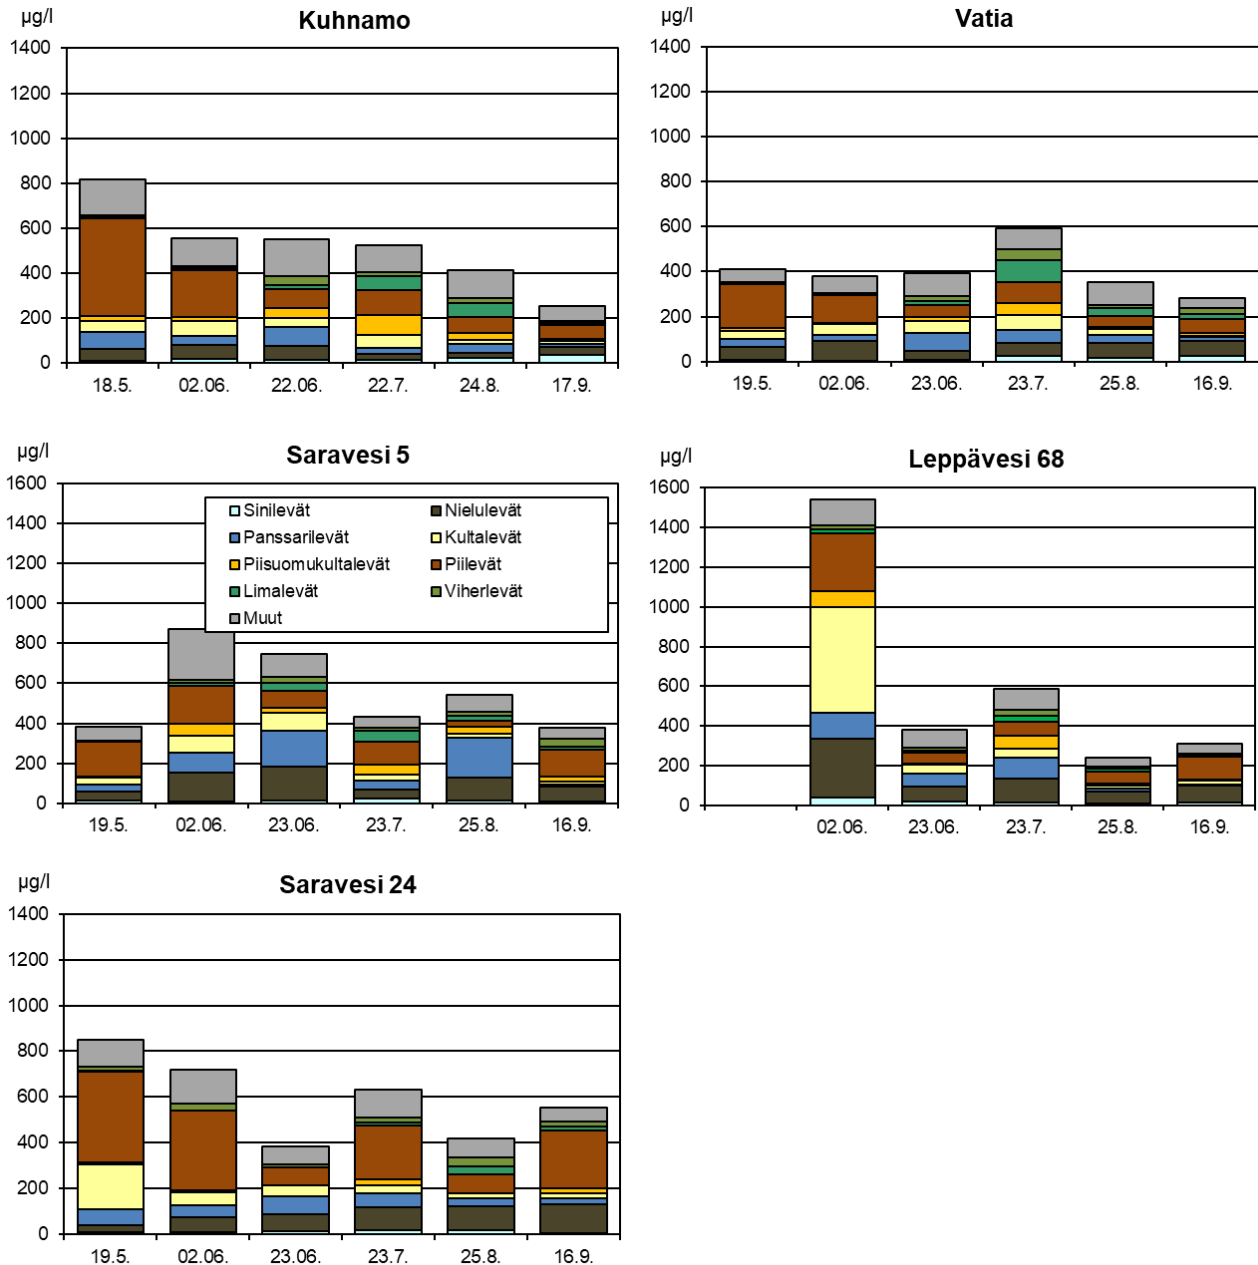 µg/l
Kuhnamo
1400
1200
1000
800
600
400
200
0
18.5. 02.06. 22.06. 22.7. 24.8. 17.9.
µg/l
Vatia
1400
1200
1000
800
600
400
200
0
19.5. 02.06. 23.06. 23.7. 25.8. 16.9.
µg/l
Saravesi 5
1600
1400
1200
1000
800
600
400
200
0
Sinilevät Nielulevät
Panssarilevät Kultalevät
Piisuomukultalevät Piilevät
Limalevät Viherlevät
Muut
19.5. 02.06. 23.06. 23.7. 25.8. 16.9.
µg/l
Leppävesi 68
1600
1400
1200
1000
800
600
400
200
0
02.06. 23.06. 23.7. 25.8. 16.9.
µg/l
Saravesi 24
1400
1200
1000
800
600
400
200
0
19.5. 02.06. 23.06. 23.7. 25.8. 16.9.